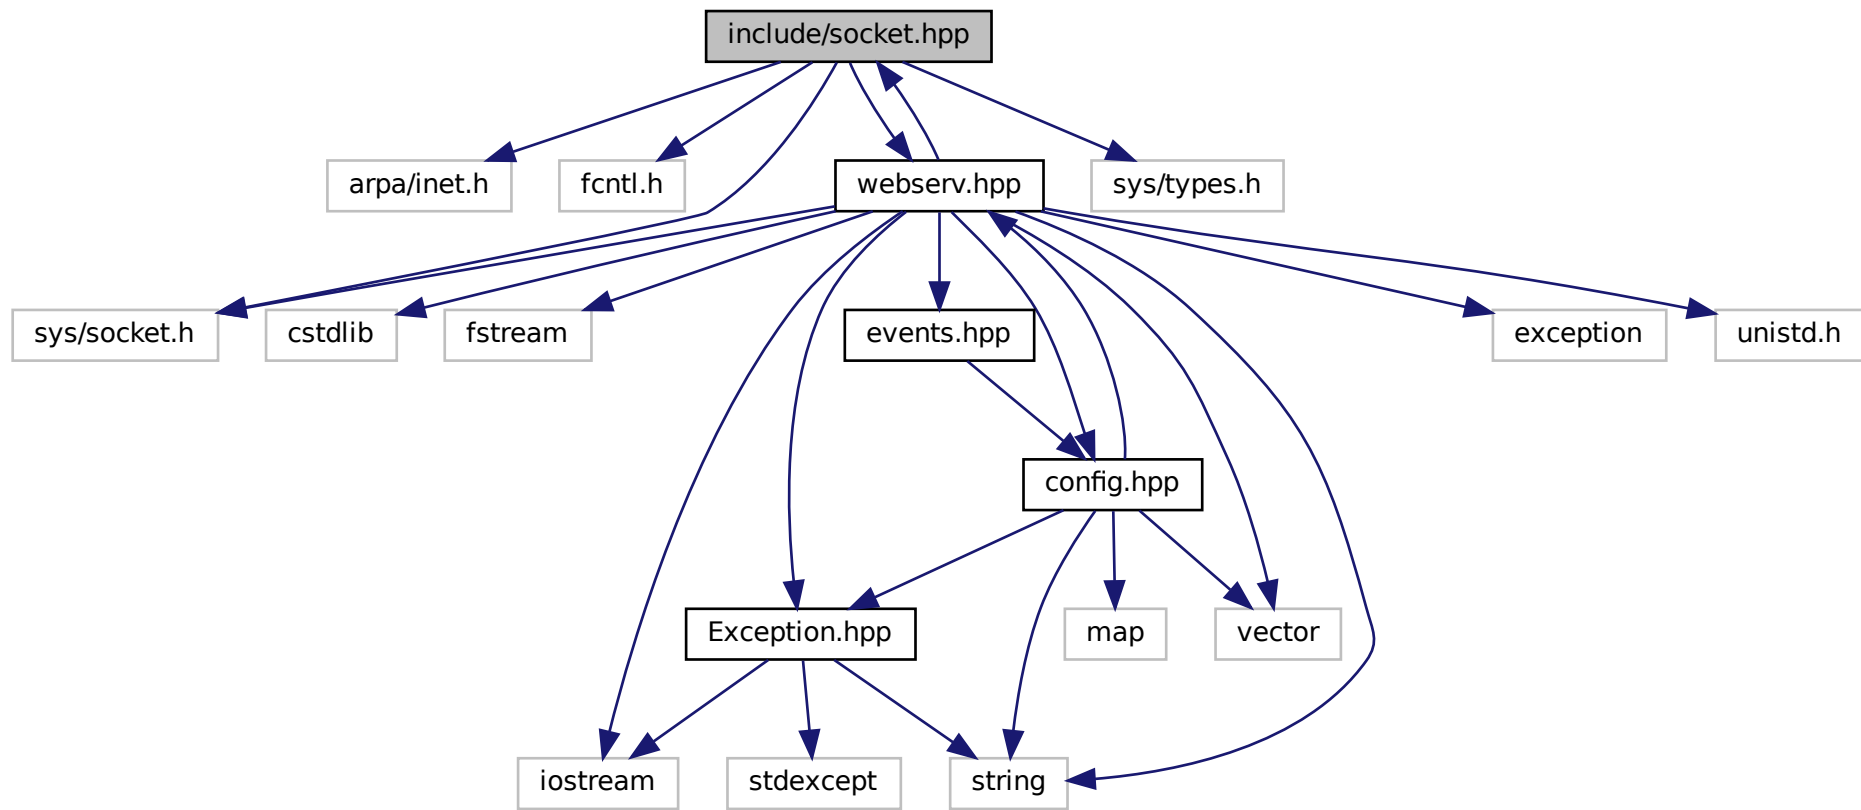 include/socket.hpp
arpa/inet.h
fcntl.h
webserv.hpp
sys/types.h
sys/socket.h
cstdlib
fstream
events.hpp
exception
unistd.h
config.hpp
Exception.hpp
map
vector
iostream
stdexcept
string